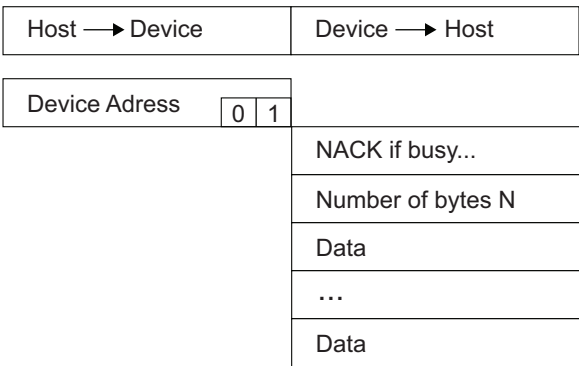 Host → Device
Device → Host
Device Adress 0 1
NACK if busy...
Number of bytes N
Data
...
Data